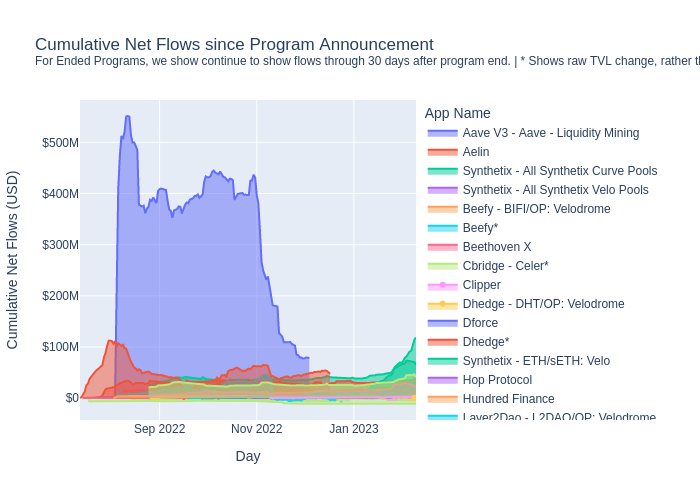 Cumulative Net Flows since Program Announcement
For Ended Programs, we show continue to show flows through 30 days after program end. | * Shows raw TVL change, rather
App Name
Aave V3 - Aave - Liquidity Mining
Aelin
Synthetix - All Synthetix Curve Pools
Synthetix - All Synthetix Velo Pools
Beefy - BIFI/OP: Velodrome
Beefy*
Beethoven X
Cbridge - Celer*
Clipper
Dhedge - DHT/OP: Velodrome
Dforce
Dhedge*
Synthetix - ETH/sETH: Velo
Hop Protocol
Hundred Finance
Layer2Dao - L2DAO/OP: Velodrome
Cumulative Net Flows (USD)
$500M
$400M
$300M
$200M
$100M
$0
Sep 2022
Nov 2022
Jan 2023
Day